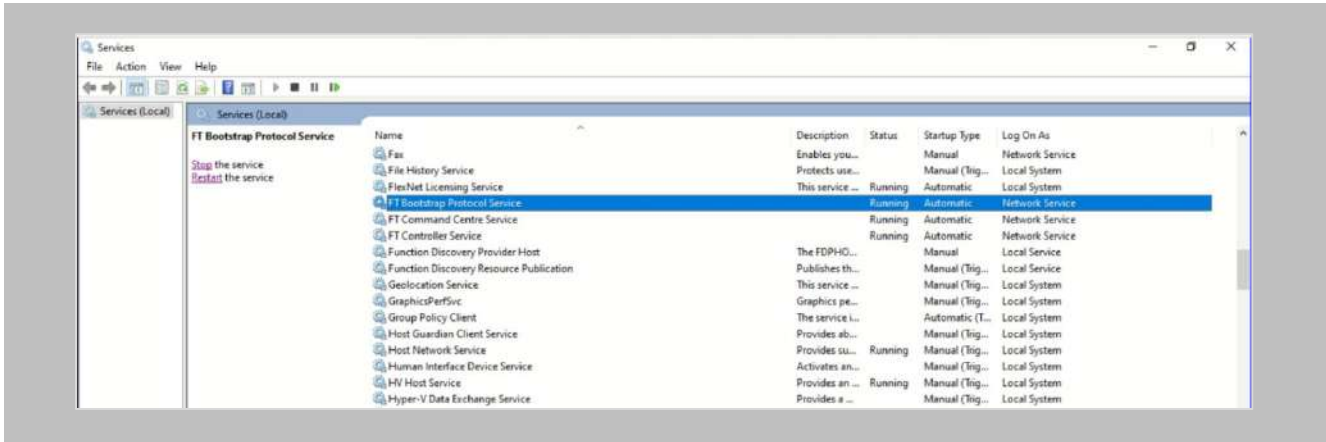 Services
File Action View Help
Services (Local)
Services (Local)
FT Bootstrap Protocol Service
Stop the service
Restart the service
Name Description Status Startup Type Log On As
Fax Enables you... Manual Network Service
File History Service Protects use... Manual (Trig... Local System
FlexNet Licensing Service This service ... Running Automatic Local System
FT Bootstrap Protocol Service Running Automatic Network Service
FT Command Centre Service Running Automatic Network Service
FT Controller Service Running Automatic Network Service
Function Discovery Provider Host The FDPHO... Manual Local Service
Function Discovery Resource Publication Publishes th... Manual (Trig... Local Service
Geolocation Service This service ... Manual (Trig... Local System
GraphicsPerfSvc Graphics pe... Manual (Trig... Local System
Group Policy Client The service i... Automatic (T... Local System
Host Guardian Client Service Provides ab... Manual (Trig... Local System
Host Network Service Provides su... Running Manual (Trig... Local System
Human Interface Device Service Activates an... Manual (Trig... Local System
HV Host Service Provides an ... Running Manual (Trig... Local System
Hyper-V Data Exchange Service Provides a ... Manual (Trig... Local System